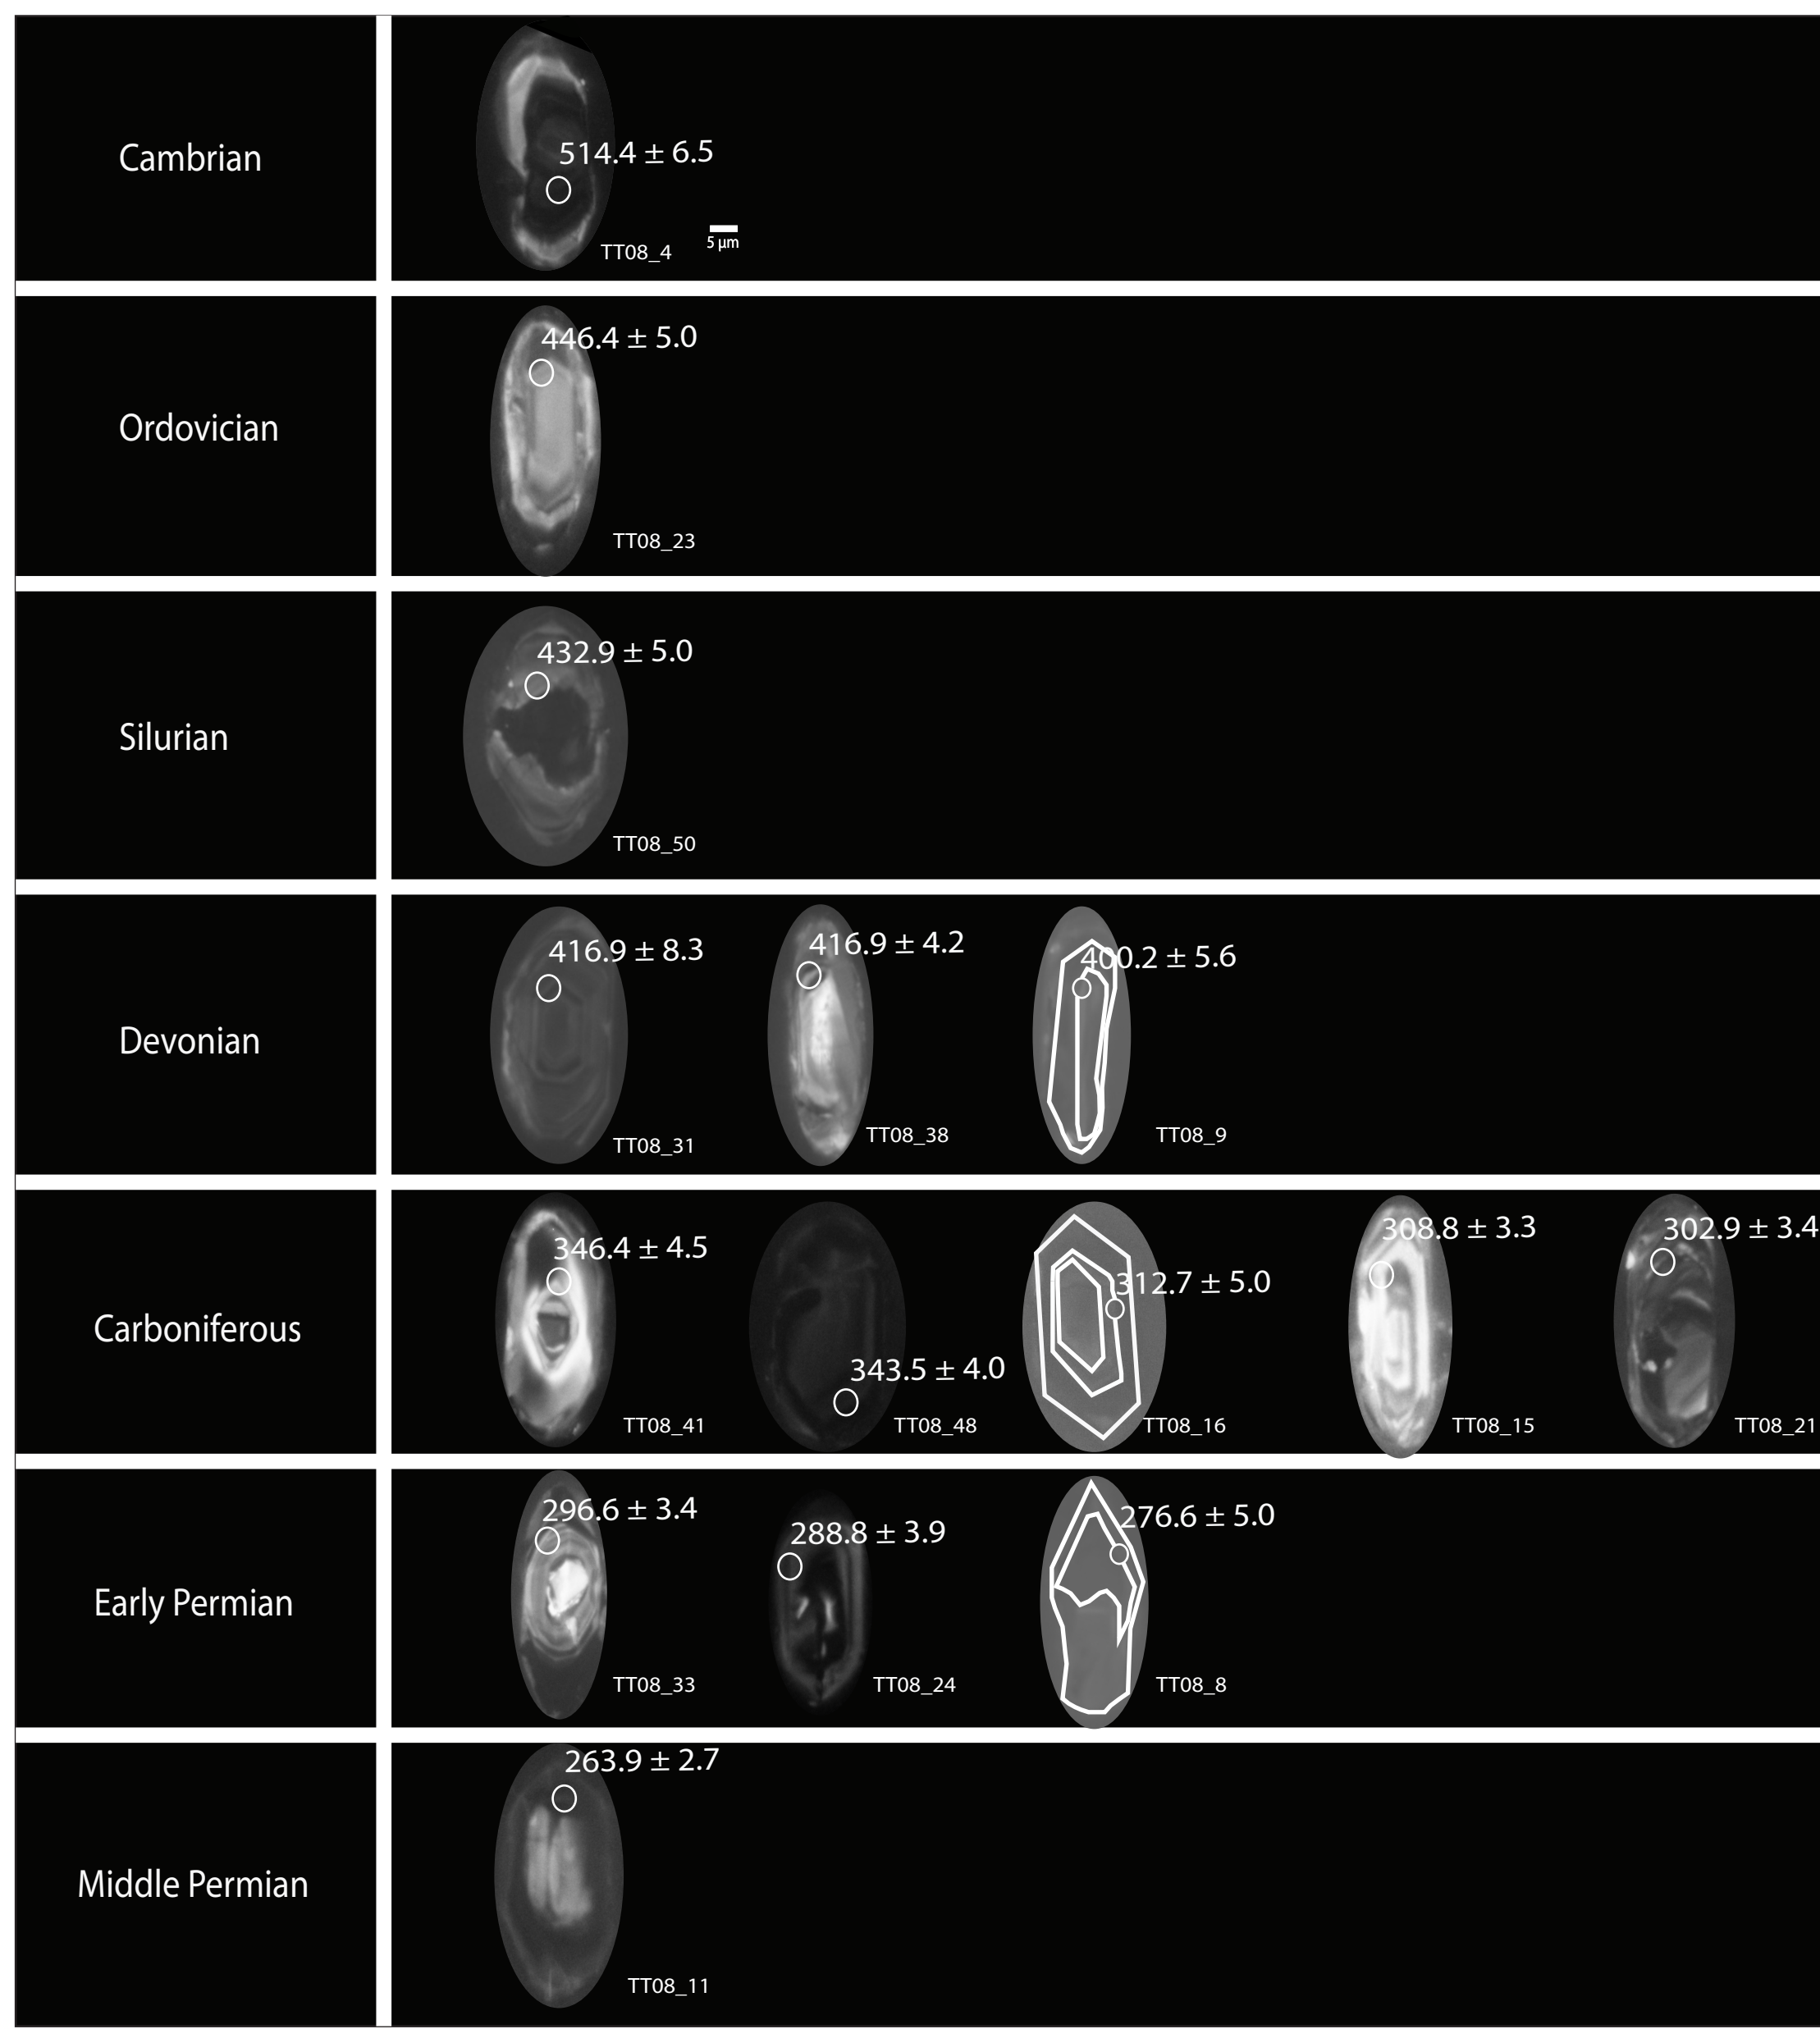 Cambrian
514.4 ± 6.5
TT08_4
5 µm
Ordovician
446.4 ± 5.0
TT08_23
Silurian
432.9 ± 5.0
TT08_50
Devonian
416.9 ± 8.3
TT08_31
416.9 ± 4.2
TT08_38
400.2 ± 5.6
TT08_9
Carboniferous
346.4 ± 4.5
TT08_41
343.5 ± 4.0
TT08_48
312.7 ± 5.0
TT08_16
308.8 ± 3.3
TT08_15
302.9 ± 3.4
TT08_21
Early Permian
296.6 ± 3.4
TT08_33
288.8 ± 3.9
TT08_24
276.6 ± 5.0
TT08_8
Middle Permian
263.9 ± 2.7
TT08_11